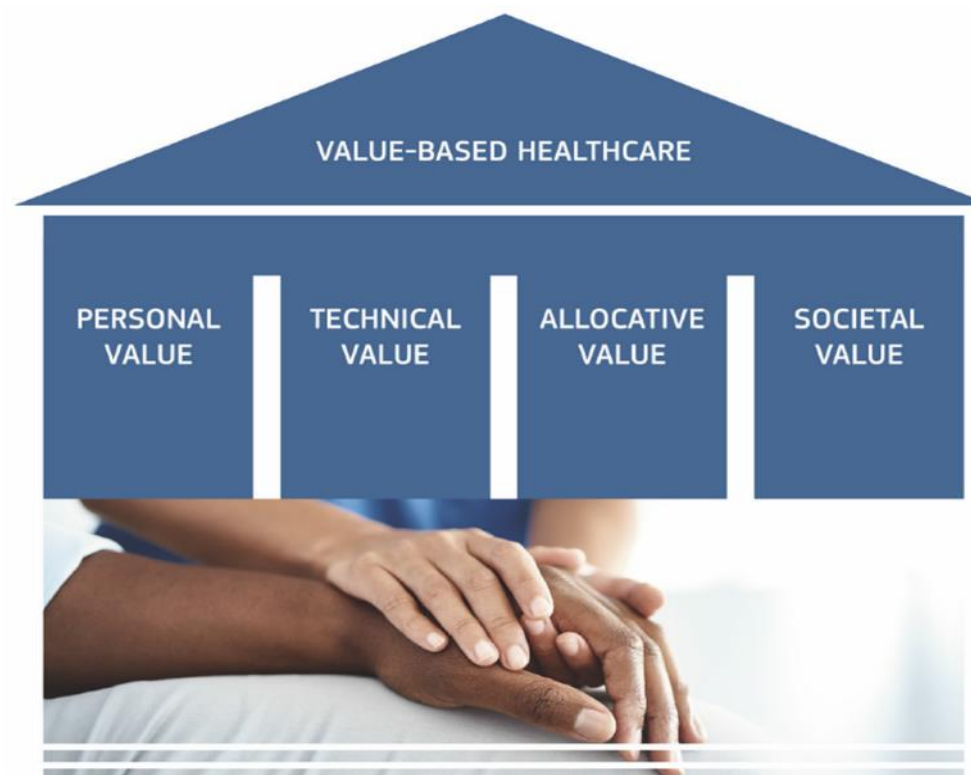 VALUE-BASED HEALTHCARE
PERSONAL
VALUE
TECHNICAL
VALUE
ALLOCATIVE
VALUE
SOCIETAL
VALUE